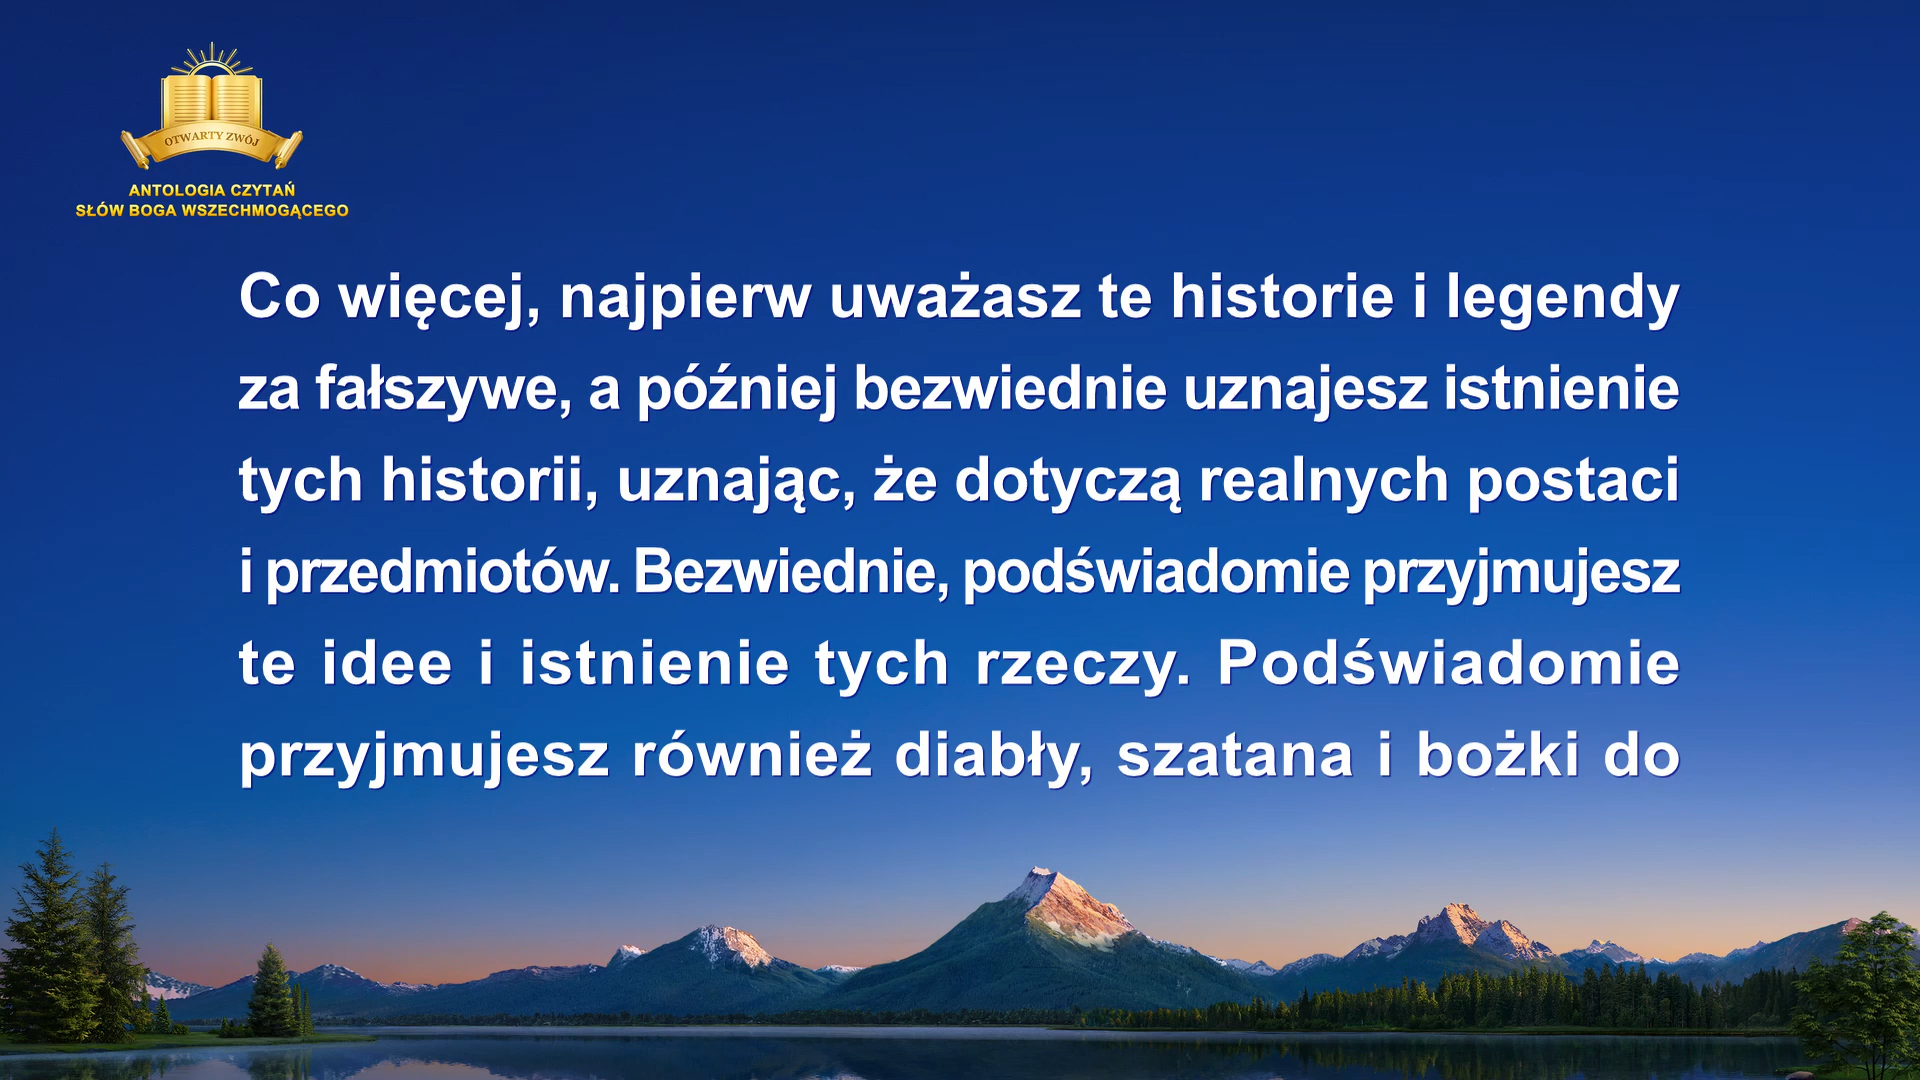 OTWARTY ZWÓJ
ANTOLOGIA CZYTAŃ
SŁÓW BOGA WSZECHMOGĄCEGO
Co więcej, najpierw uważasz te historie i legendy
za fałszywe, a później bezwiednie uznajesz istnienie
tych historii, uznając, że dotyczą realnych postaci
i przedmiotów. Bezwiednie, podświadomie przyjmujesz
te idee i istnienie tych rzeczy. Podświadomie
przyjmujesz również diabły, szatana i bożki do